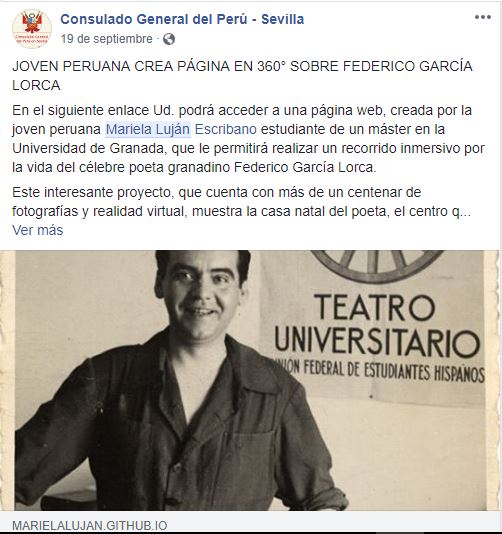 Consulado General del Perú - Sevilla
19 de septiembre ·
JOVEN PERUANA CREA PÁGINA EN 360° SOBRE FEDERICO GARCÍA
LORCA
En el siguiente enlace Ud. podrá acceder a una página web, creada por la
joven peruana Mariela Luján Escribano estudiante de un máster en la
Universidad de Granada, que le permitirá realizar un recorrido inmersivo por
la vida del célebre poeta granadino Federico García Lorca.
Este interesante proyecto, que cuenta con más de un centenar de
fotografías y realidad virtual, muestra la casa natal del poeta, el centro q...
Ver más
TEATRO
UNIVERSITARIO
NIÓN FEDERAL DE ESTUDIANTES HISPANOS
MARIELALUJAN.GITHUB.IO